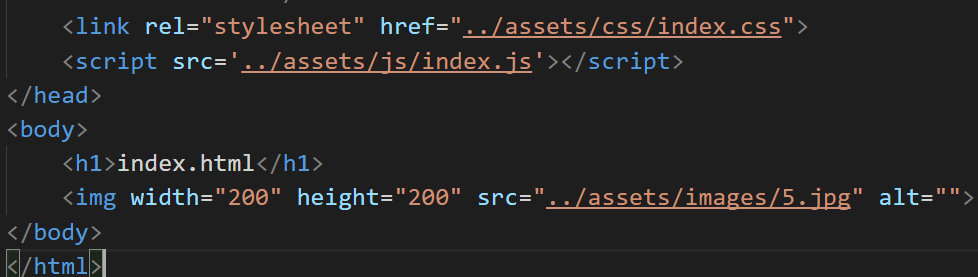 <link rel="stylesheet" href="../assets/css/index.css">
<script src='../assets/js/index.js'></script>
</head>
<body>
<h1>index.html</h1>
<img width="200" height="200" src="../assets/images/5.jpg" alt="">
</body>
</html>